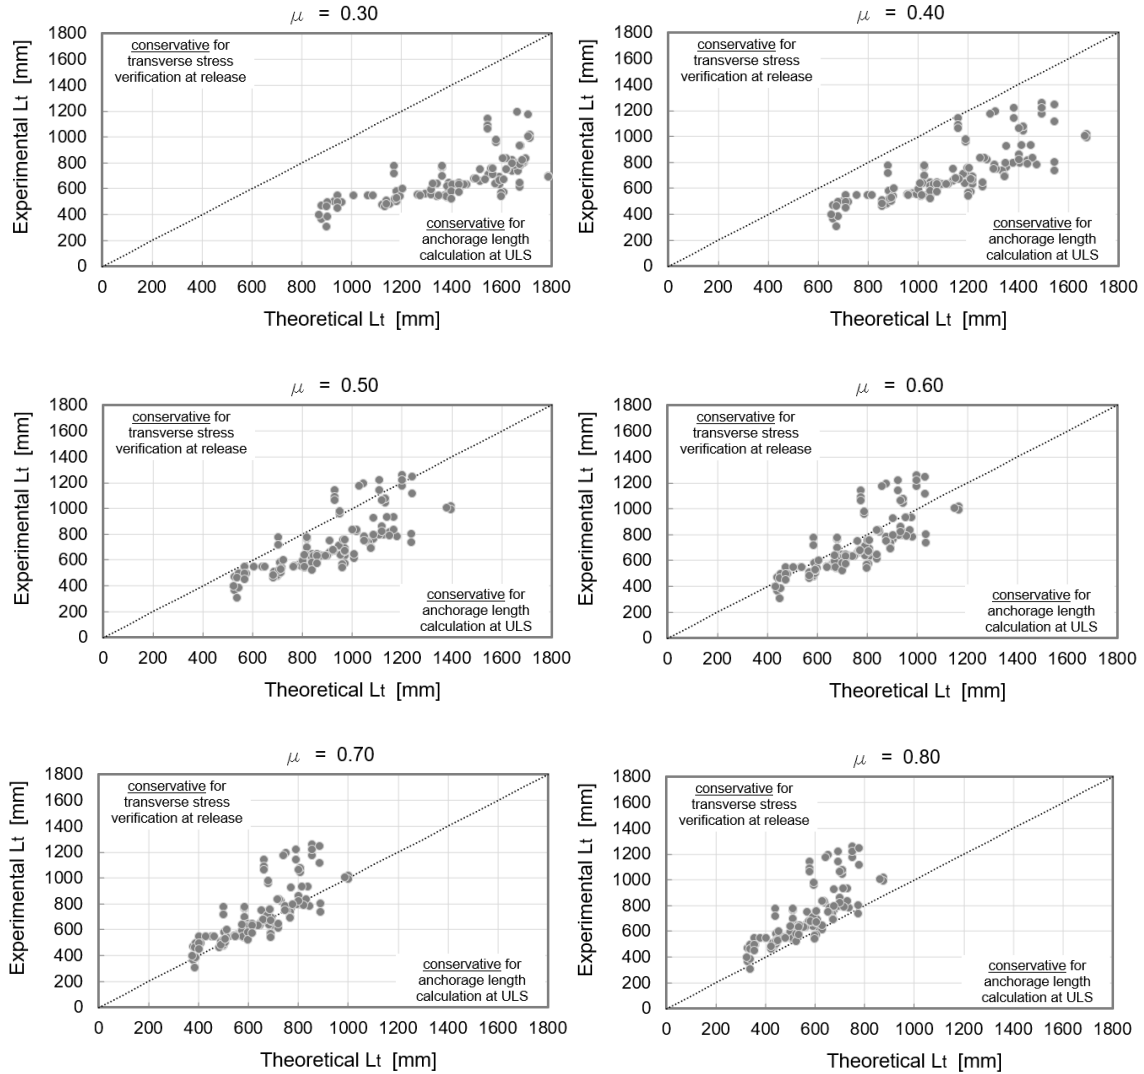 μ = 0.30
Experimental Lt [mm]
1800
1600
1400
1200
1000
800
600
400
200
0
conservative for
transverse stress
verification at release
conservative for
anchorage length
calculation at ULS
0 200 400 600 800 1000 1200 1400 1600 1800
Theoretical Lt [mm]
μ = 0.40
Experimental Lt [mm]
1800
1600
1400
1200
1000
800
600
400
200
0
conservative for
transverse stress
verification at release
conservative for
anchorage length
calculation at ULS
0 200 400 600 800 1000 1200 1400 1600 1800
Theoretical Lt [mm]
μ = 0.50
Experimental Lt [mm]
1800
1600
1400
1200
1000
800
600
400
200
0
conservative for
transverse stress
verification at release
conservative for
anchorage length
calculation at ULS
0 200 400 600 800 1000 1200 1400 1600 1800
Theoretical Lt [mm]
μ = 0.60
Experimental Lt [mm]
1800
1600
1400
1200
1000
800
600
400
200
0
conservative for
transverse stress
verification at release
conservative for
anchorage length
calculation at ULS
0 200 400 600 800 1000 1200 1400 1600 1800
Theoretical Lt [mm]
μ = 0.70
Experimental Lt [mm]
1800
1600
1400
1200
1000
800
600
400
200
0
conservative for
transverse stress
verification at release
conservative for
anchorage length
calculation at ULS
0 200 400 600 800 1000 1200 1400 1600 1800
Theoretical Lt [mm]
μ = 0.80
Experimental Lt [mm]
1800
1600
1400
1200
1000
800
600
400
200
0
conservative for
transverse stress
verification at release
conservative for
anchorage length
calculation at ULS
0 200 400 600 800 1000 1200 1400 1600 1800
Theoretical Lt [mm]